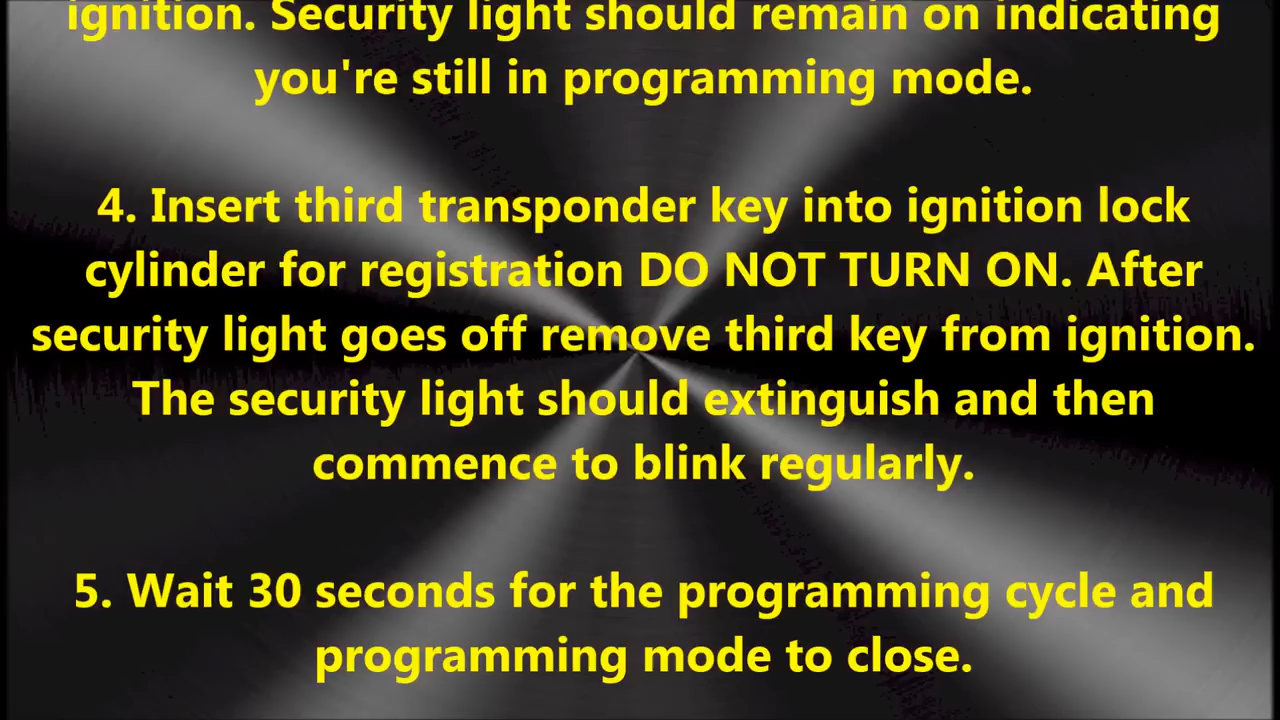 ignition. Security light should remain on indicating
you're still in programming mode.
4. Insert third transponder key into ignition lock
cylinder for registration DO NOT TURN ON. After
security light goes off remove third key from ignition.
The security light should extinguish and then
commence to blink regularly.
5. Wait 30 seconds for the programming cycle and
programming mode to close.